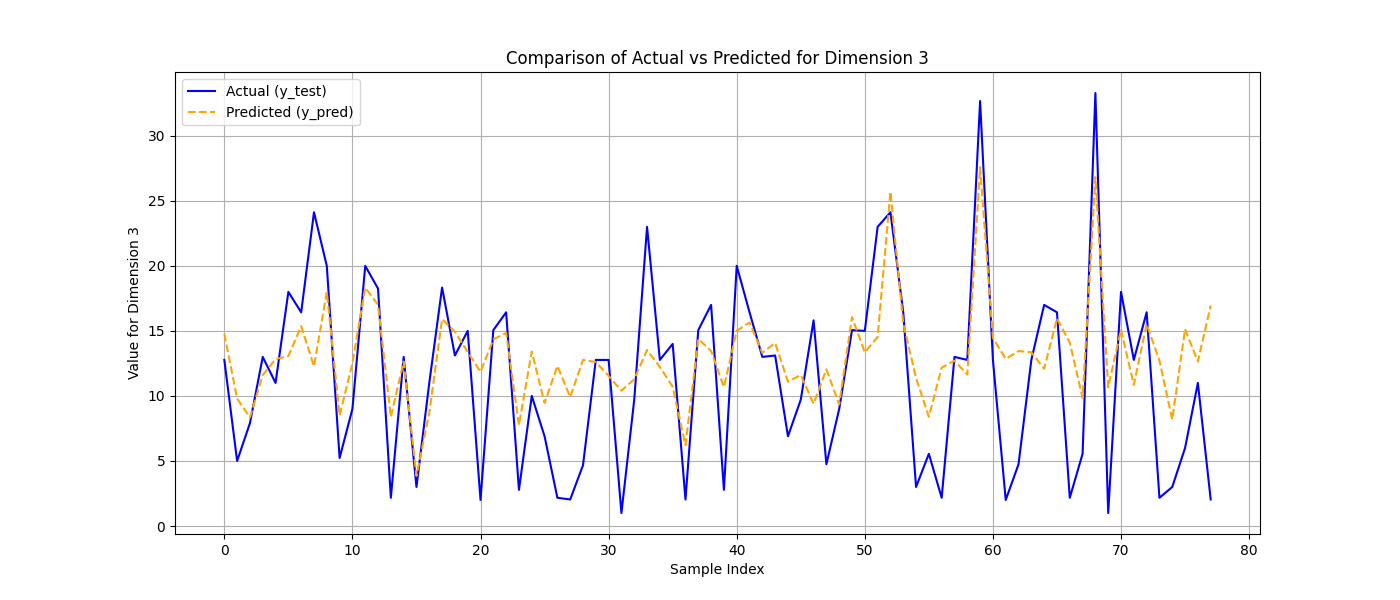 Comparison of Actual vs Predicted for Dimension 3
Actual (y_test)
Predicted (y_pred)
Value for Dimension 3
30
25
20
15
10
5
0
0 10 20 30 40 50 60 70 80
Sample Index